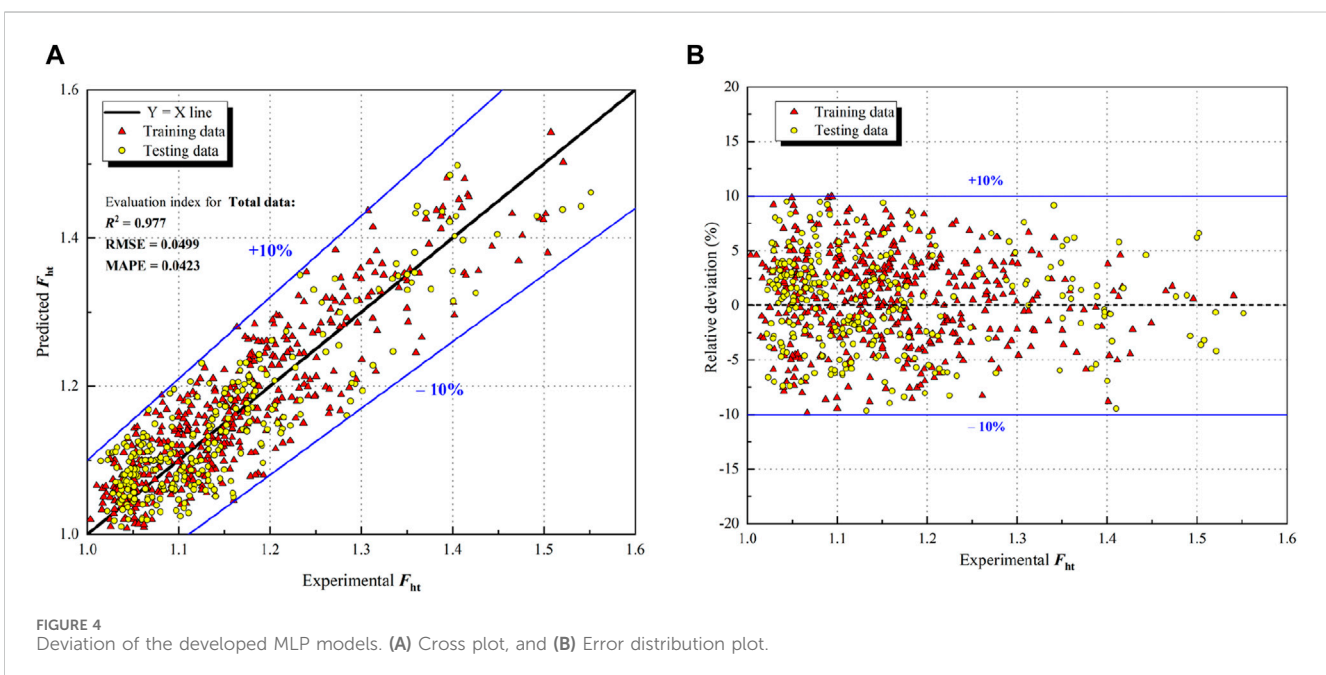 A
1.6
Y = X line
Training data
Testing data
Evaluation index for Total data:
R² = 0.977
RMSE = 0.0499
MAPE = 0.0423
+10%
– 10%
1.4
1.2
1.0
Predicted Fht
1.0 1.1 1.2 1.3 1.4 1.5 1.6
Experimental Fht
B
20
15
10
5
0
-5
-10
-15
-20
Relative deviation (%)
Training data
Testing data
+10%
– 10%
1.0 1.1 1.2 1.3 1.4 1.5 1.6
Experimental Fht
FIGURE 4
Deviation of the developed MLP models. (A) Cross plot, and (B) Error distribution plot.